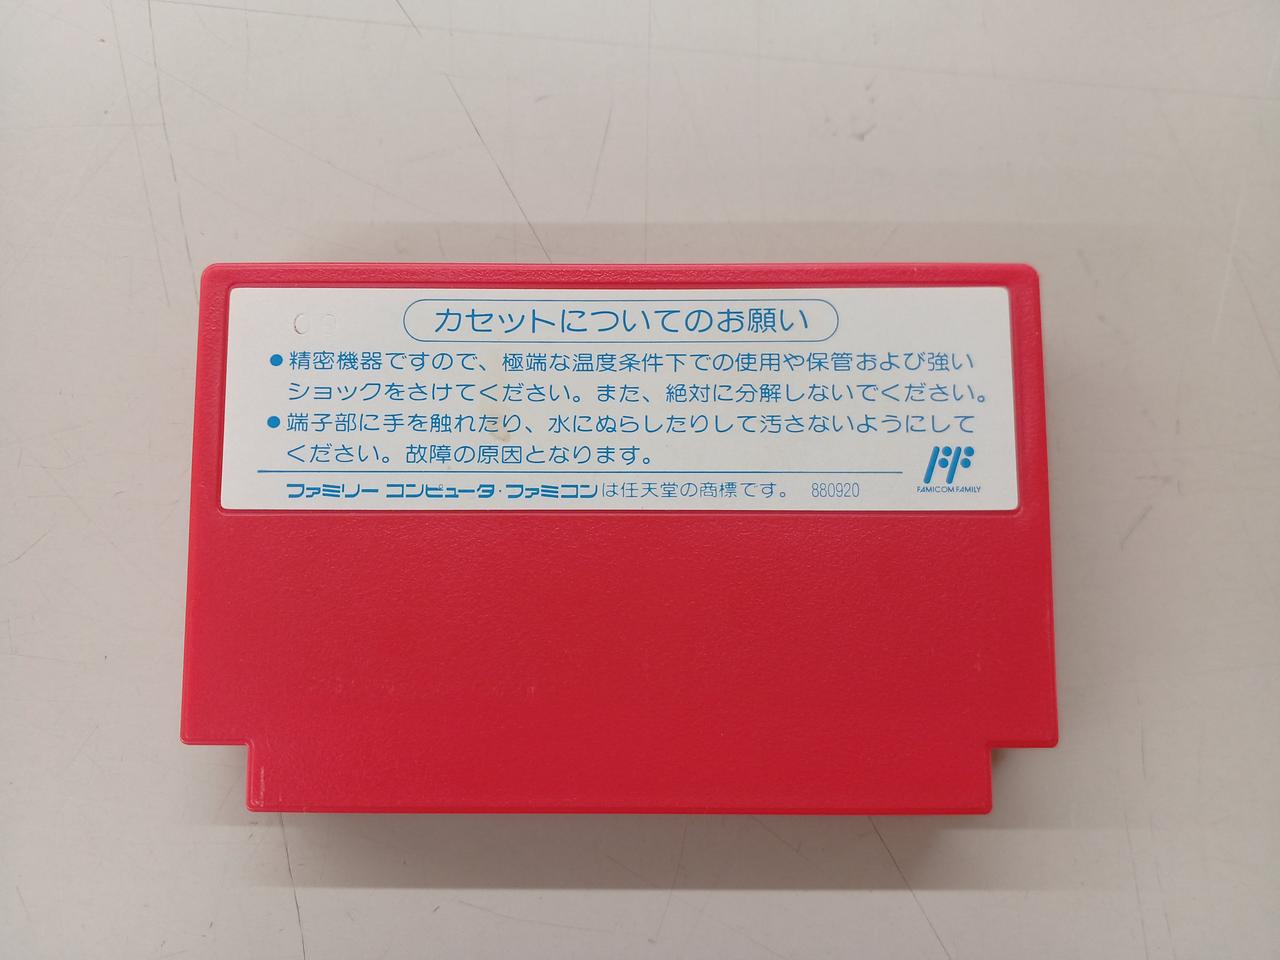 カセットについてのお願い
●精密機器ですので、極端な温度条件下での使用や保管および強い
ショックをさけてください。また、絶対に分解しないでください。
●端子部に手を触れたり、水にぬらしたりして汚さないようにして
ください。故障の原因となります。
FAMICOM FAMILY
ファミリー コンピュータ・ファミコンは任天堂の商標です。 880920